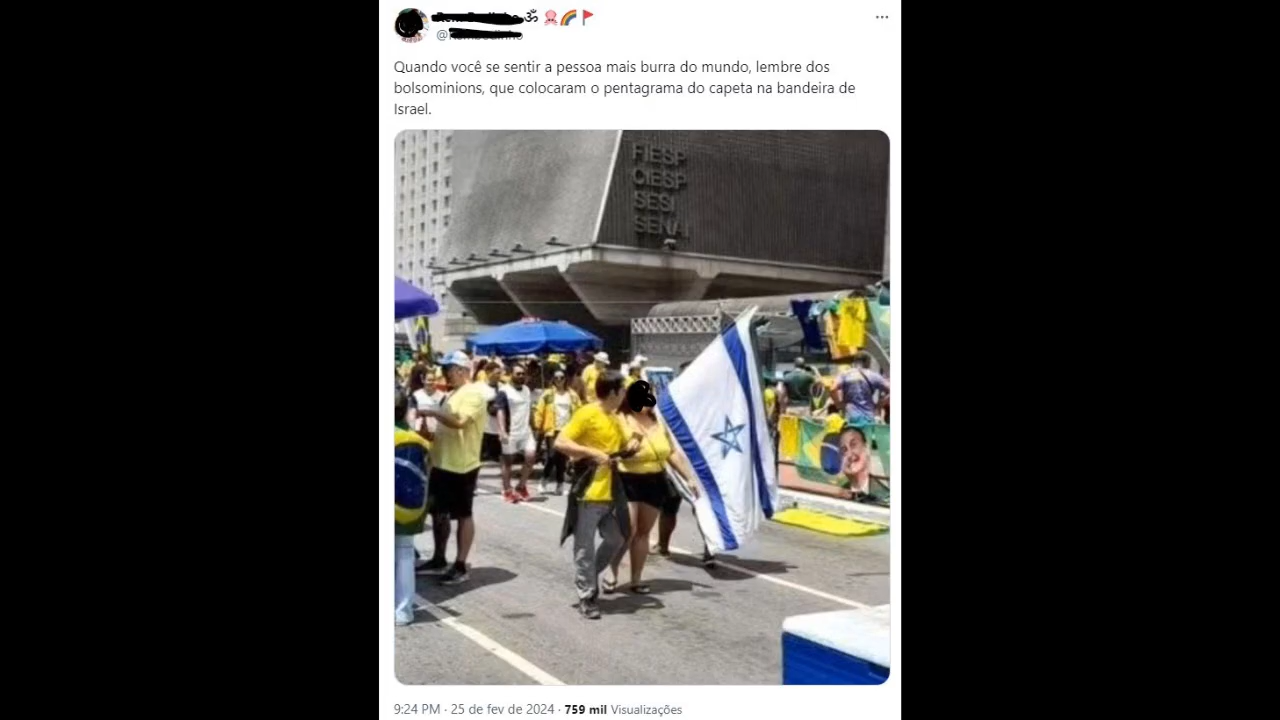 @
Quando você se sentir a pessoa mais burra do mundo, lembre dos
bolsominions, que colocaram o pentagrama do capeta na bandeira de
Israel.
FIESP
CIESP
SESI
SENAI
9:24 PM · 25 de fev de 2024 · 759 mil Visualizações